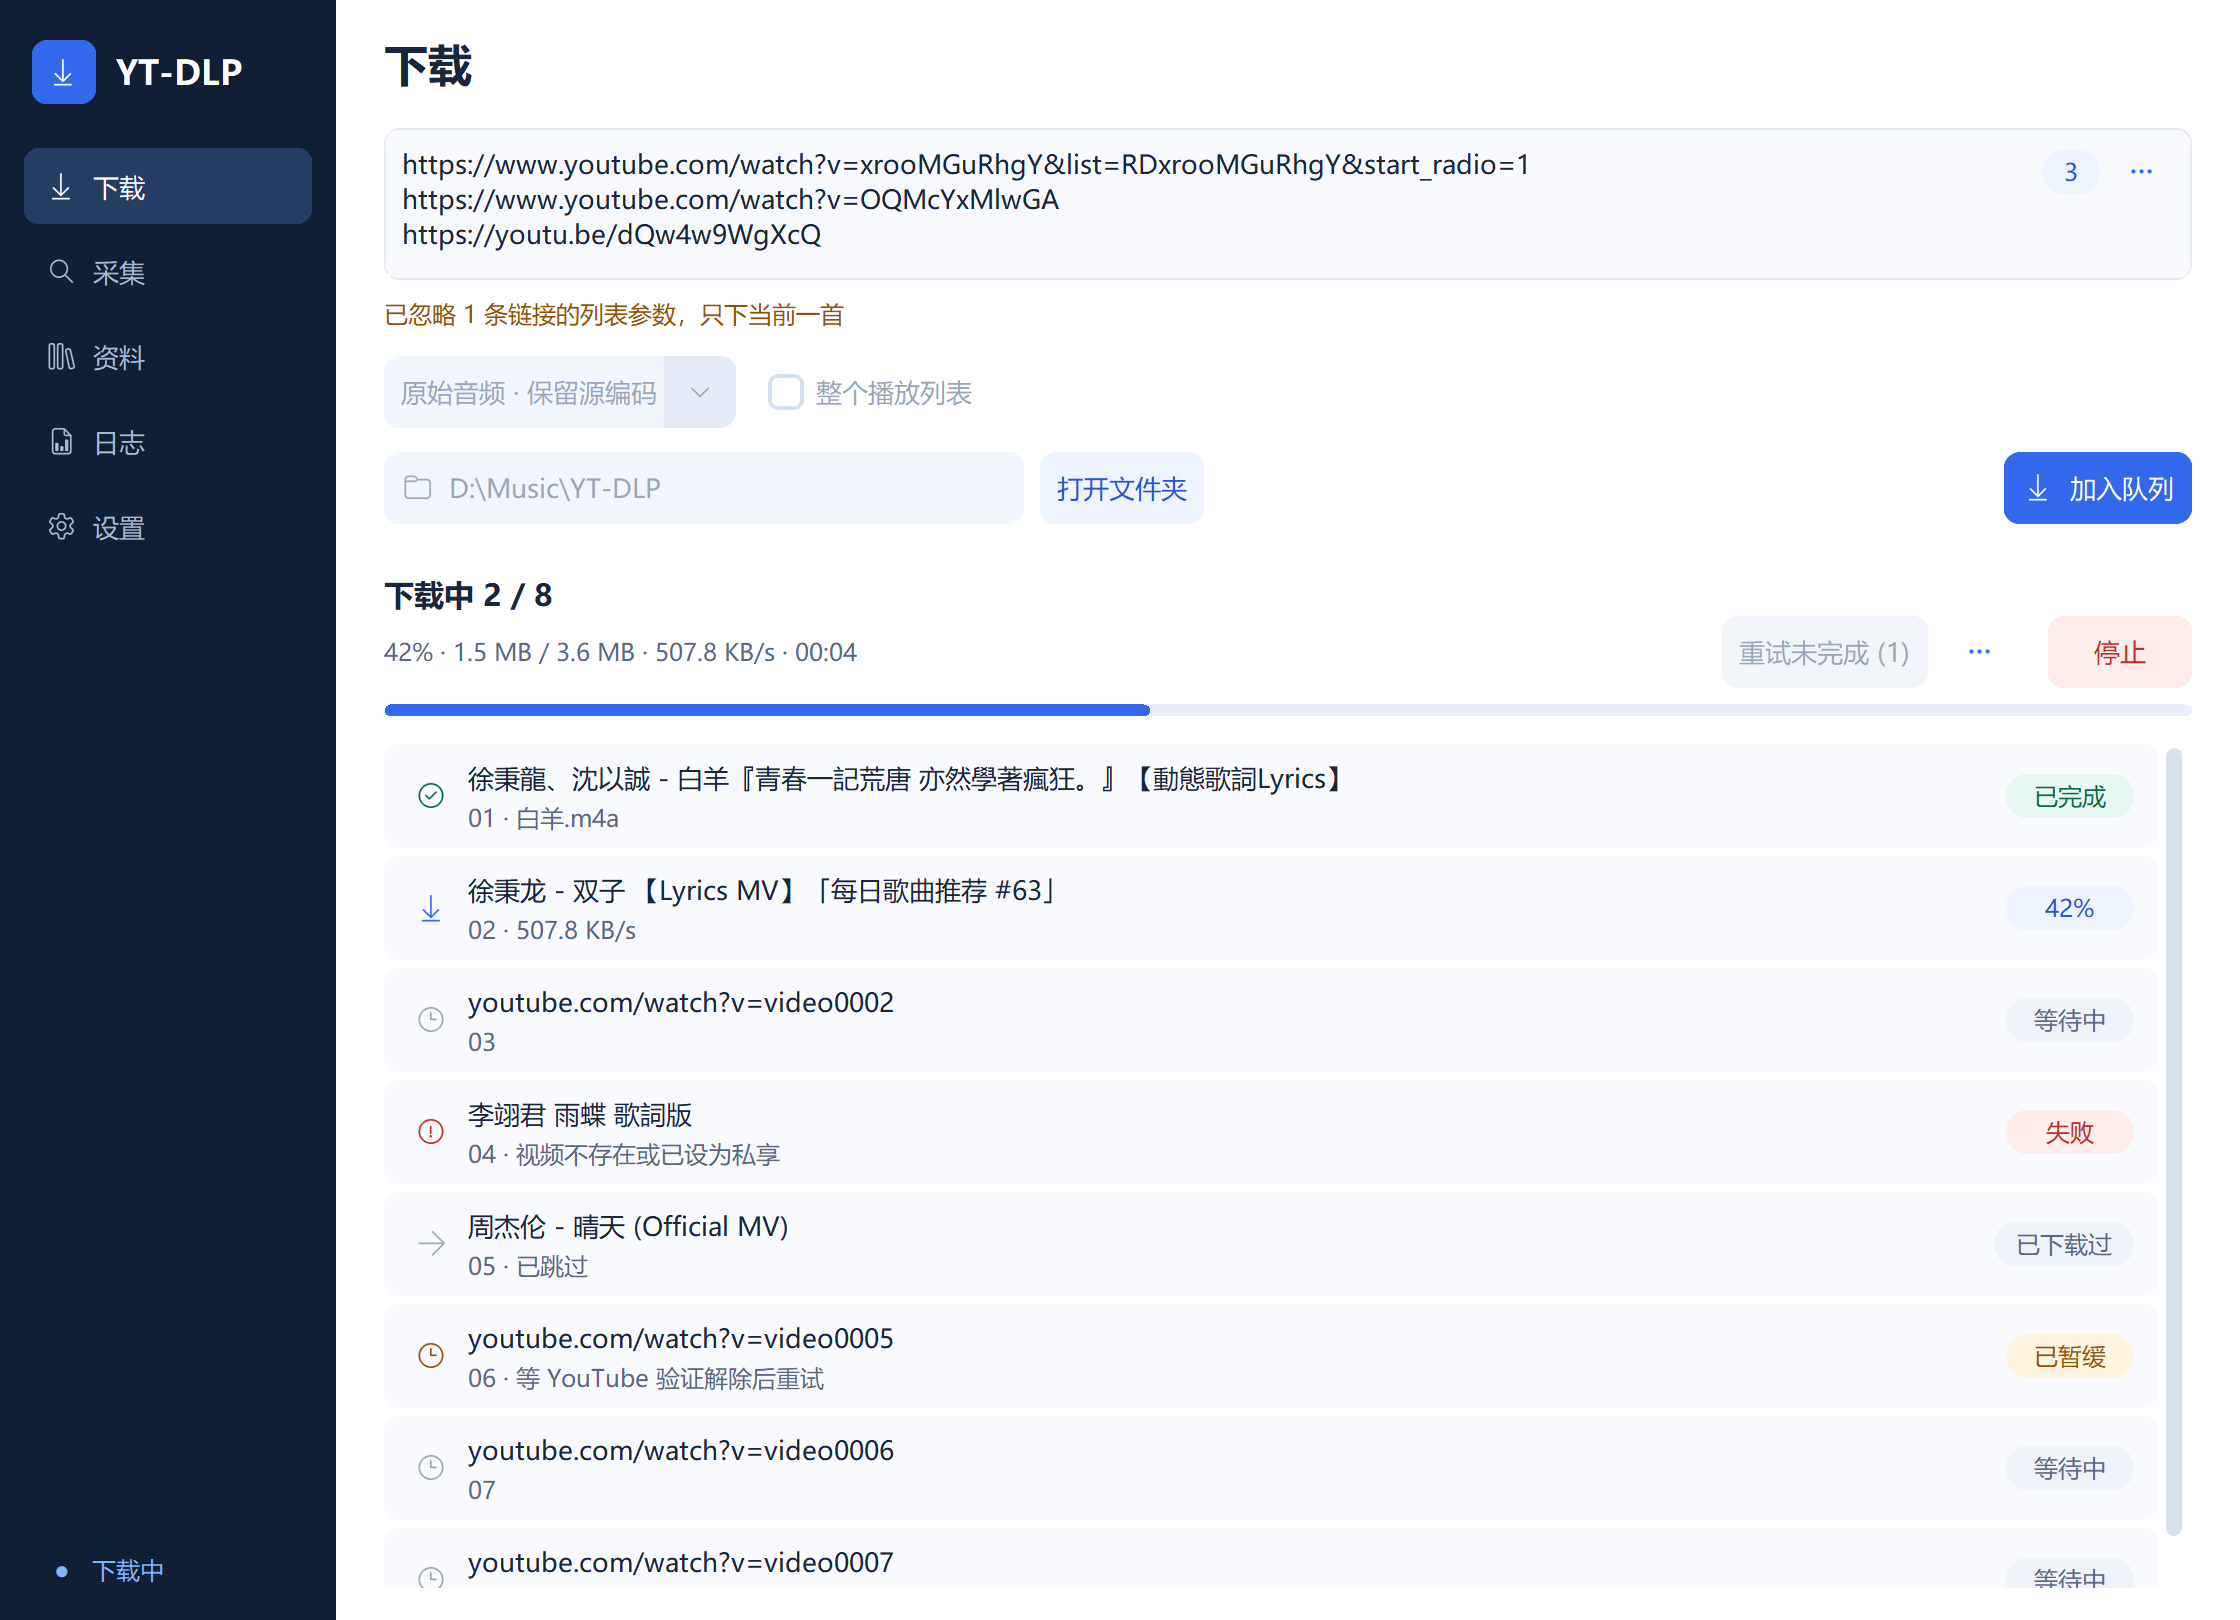 YT-DLP
下载
采集
资料
日志
设置
下载中
下载
https://www.youtube.com/watch?v=xrooMGuRhgY&list=RDxrooMGuRhgY&start_radio=1
https://www.youtube.com/watch?v=OQMcYxMlwGA
https://youtu.be/dQw4w9WgXcQ
3
已忽略 1 条链接的列表参数，只下当前一首
原始音频 · 保留源编码
整个播放列表
D:\Music\YT-DLP
打开文件夹
加入队列
下载中 2 / 8
42% · 1.5 MB / 3.6 MB · 507.8 KB/s · 00:04
重试未完成 (1)
停止
徐秉龍、沈以誠 - 白羊『青春一記荒唐 亦然學著瘋狂。』【動態歌詞Lyrics】
01 · 白羊.m4a
已完成
徐秉龙 - 双子 【Lyrics MV】「每日歌曲推荐 #63」
02 · 507.8 KB/s
42%
youtube.com/watch?v=video0002
03
等待中
李翊君 雨蝶 歌詞版
04 · 视频不存在或已设为私享
失败
周杰伦 - 晴天 (Official MV)
05 · 已跳过
已下载过
youtube.com/watch?v=video0005
06 · 等 YouTube 验证解除后重试
已暂缓
youtube.com/watch?v=video0006
07
等待中
youtube.com/watch?v=video0007
等待中